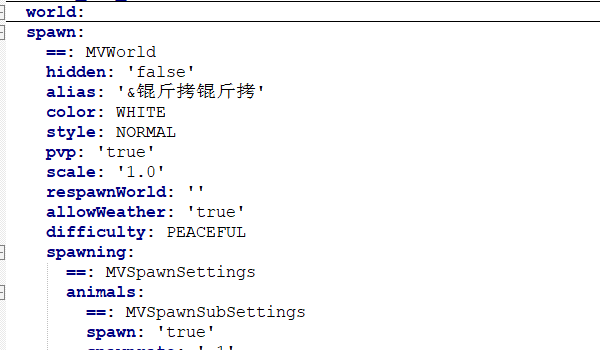 world:
spawn:
==: MVWorld
hidden: 'false'
alias: '&锟斤拷锟斤拷'
color: WHITE
style: NORMAL
pvp: 'true'
scale: '1.0'
respawnWorld: ''
allowWeather: 'true'
difficulty: PEACEFUL
spawning:
==: MVSpawnSettings
animals:
==: MVSpawnSubSettings
spawn: 'true'